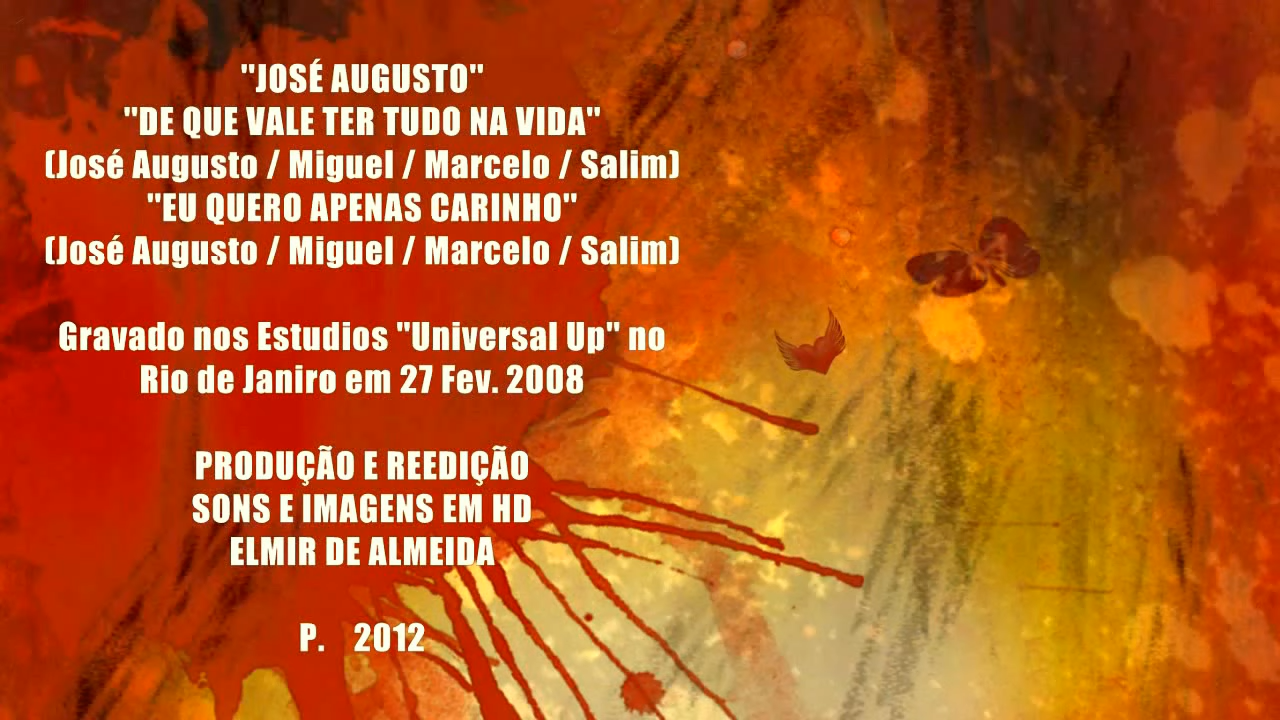 "JOSÉ AUGUSTO"
"DE QUE VALE TER TUDO NA VIDA"
(José Augusto / Miguel / Marcelo / Salim)
"EU QUERO APENAS CARINHO"
(José Augusto / Miguel / Marcelo / Salim)
Gravado nos Estudios "Universal Up" no
Rio de Janiro em 27 Fev. 2008
PRODUÇÃO E REEDIÇÃO
SONS E IMAGENS EM HD
ELMIR DE ALMEIDA
P. 2012